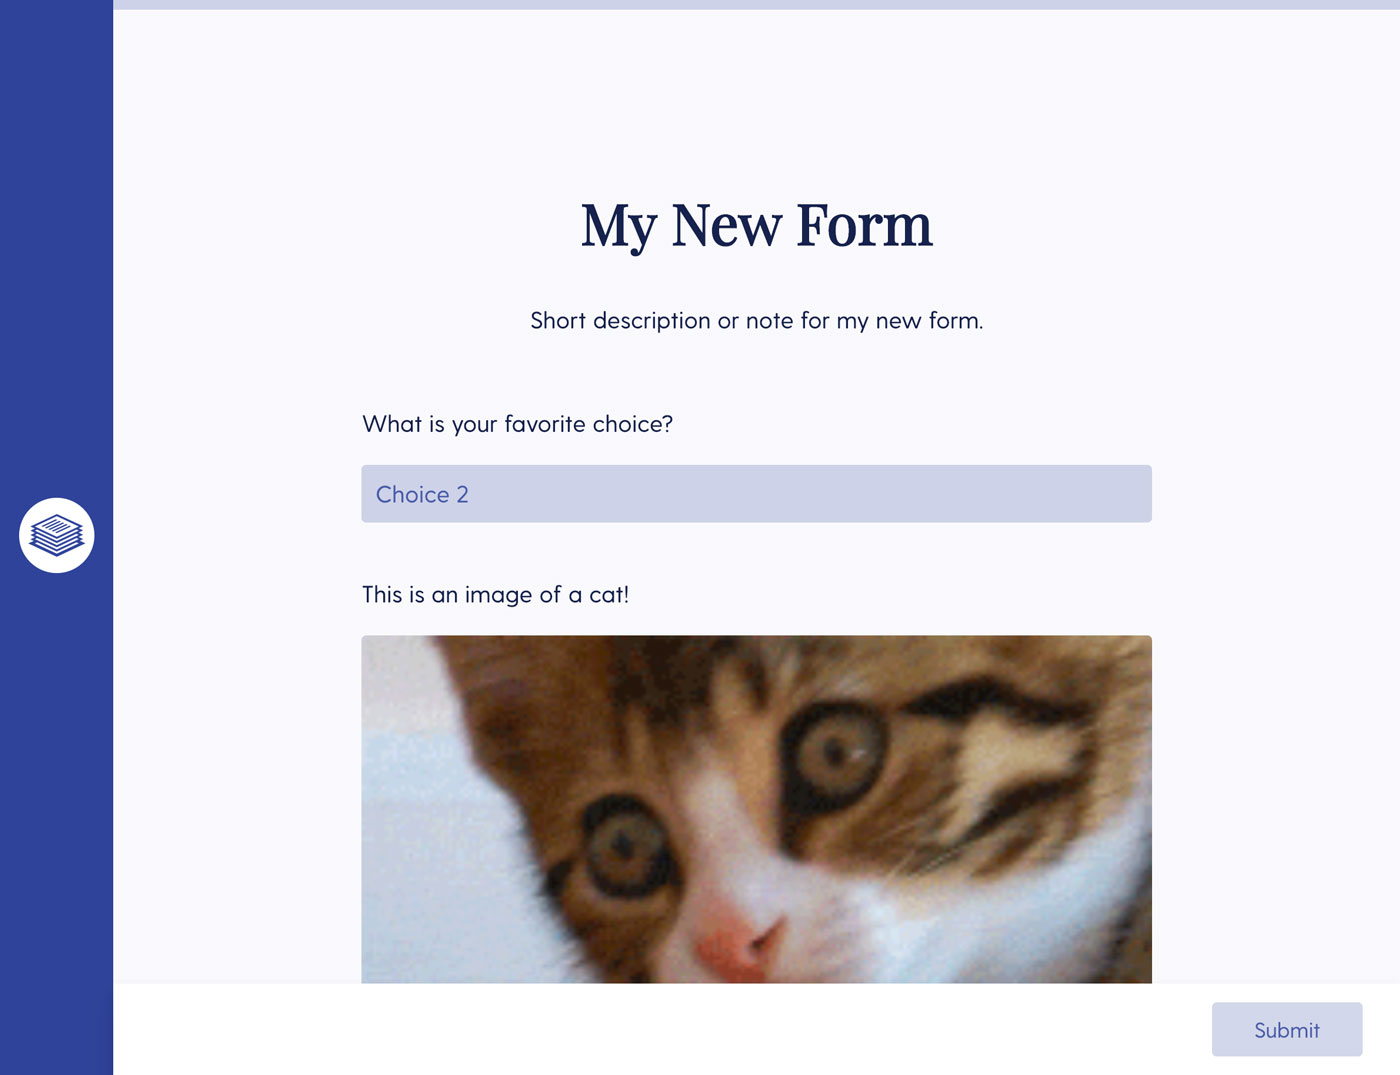 My New Form
Short description or note for my new form.
What is your favorite choice?
Choice 2
This is an image of a cat!
Submit